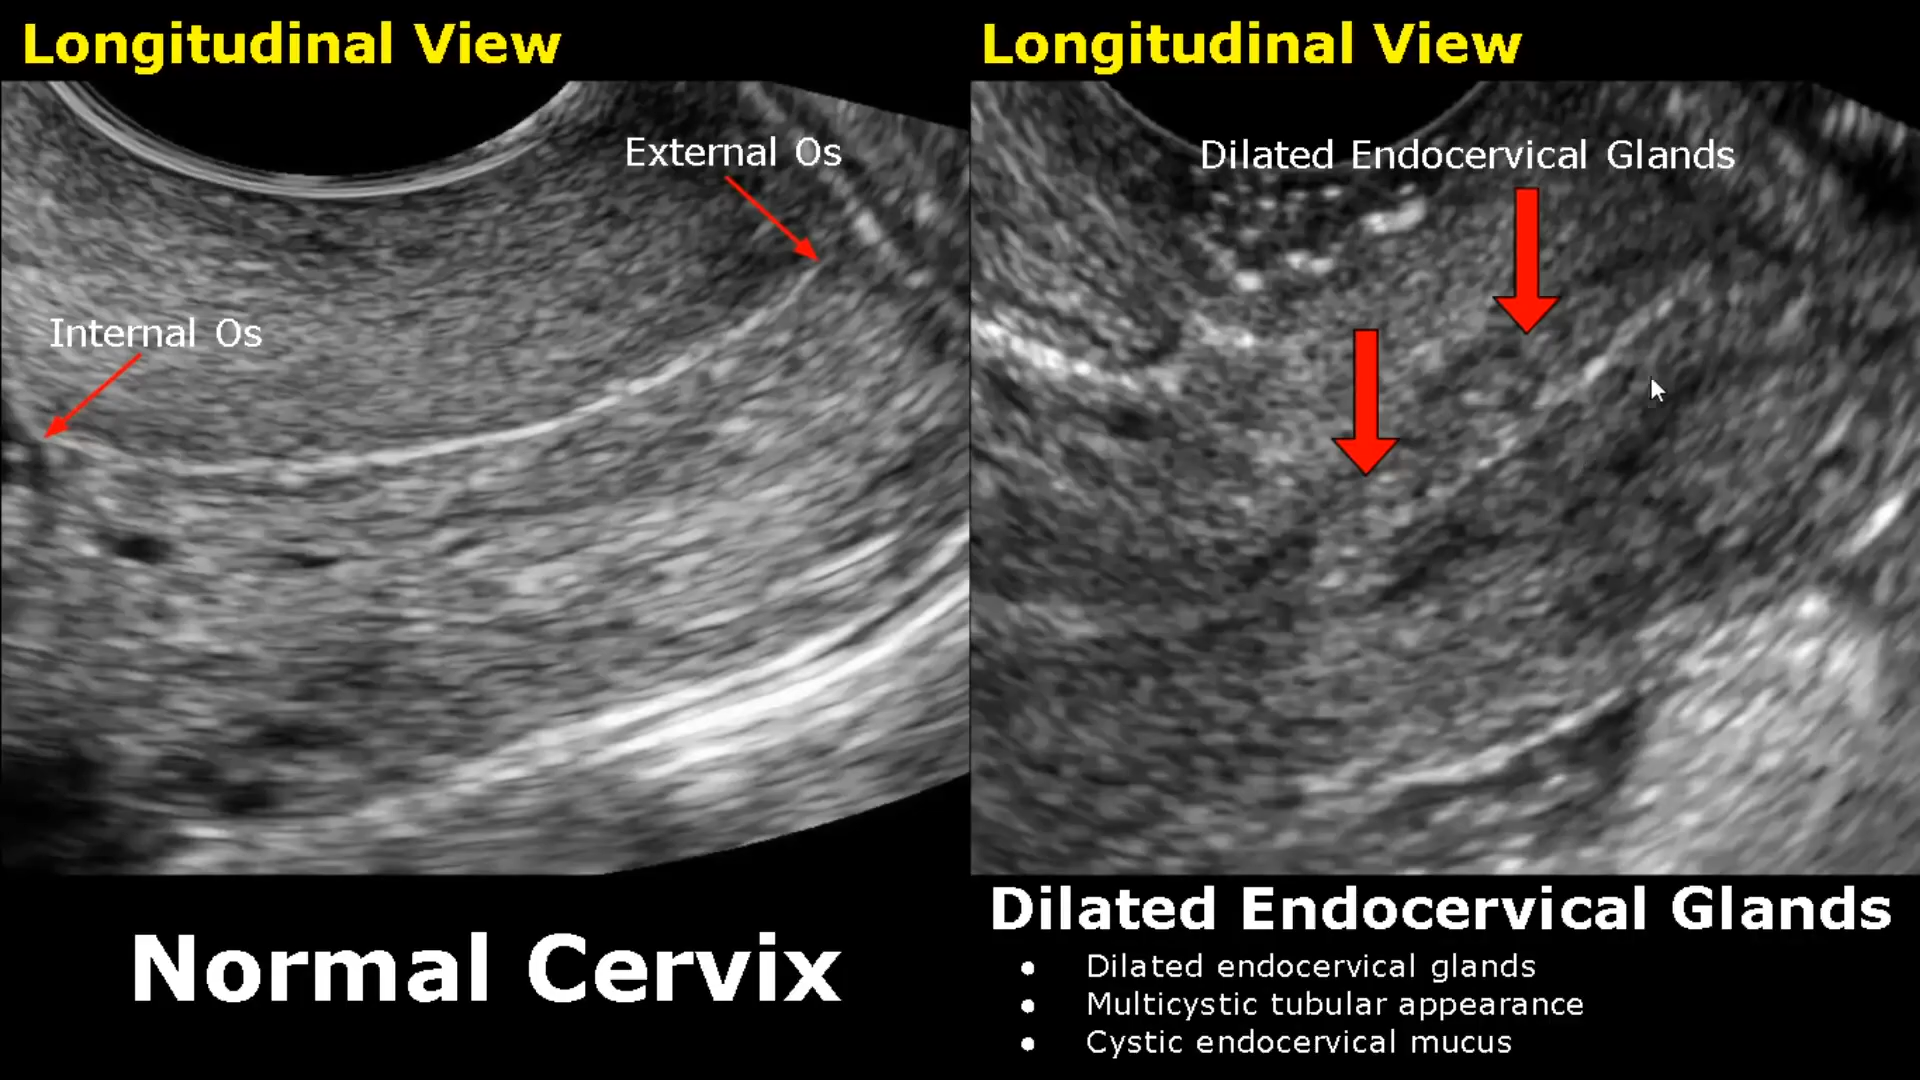 Longitudinal View
External Os
Internal Os
Normal Cervix
Longitudinal View
Dilated Endocervical Glands
Dilated Endocervical Glands
• Dilated endocervical glands
• Multicystic tubular appearance
• Cystic endocervical mucus